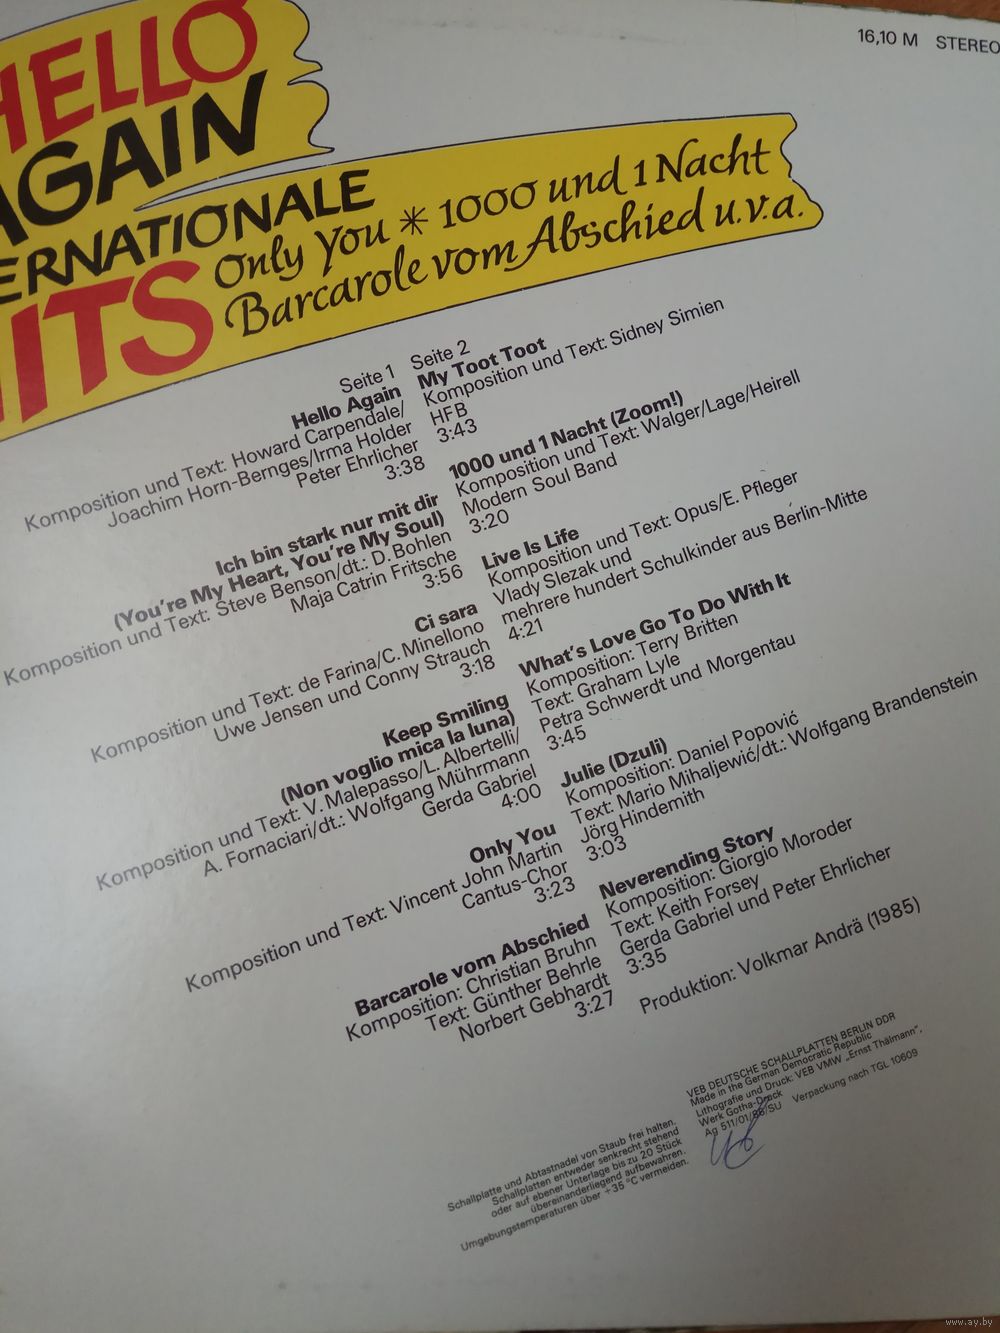 16,10 M STEREO
HELLO
AGAIN
INTERNATIONALE
HITS
Only You * 1000 und 1 Nacht
Barcarole vom Abschied u.v.a.
Seite 1
Hello Again
Komposition und Text: Howard Carpendale/
Joachim Horn-Bernges/Irma Holder
Peter Ehrlicher
3:38
Ich bin stark nur mit dir
(You're My Heart, You're My Soul)
Komposition und Text: Steve Benson/dt.: D. Bohlen
Maja Catrin Fritsche
3:56
Ci sara
Komposition und Text: de Farina/C. Minellono
Uwe Jensen und Conny Strauch
3:18
Keep Smiling
(Non voglio mica la luna)
Komposition und Text: V. Malepasso/L. Albertelli/
A. Fornaciari/dt.: Wolfgang Mührmann
Gerda Gabriel
4:00
Only You
Komposition und Text: Vincent John Martin
Cantus-Chor
3:23
Barcarole vom Abschied
Komposition: Christian Bruhn
Text: Günther Behrle
Norbert Gebhardt
3:27
Seite 2
My Toot Toot
Komposition und Text: Sidney Simien
HFB
3:43
1000 und 1 Nacht (Zoom!)
Komposition und Text: Walger/Lage/Heirell
Modern Soul Band
3:20
Live Is Life
Komposition und Text: Opus/E. Pfleger
Vlady Slezak und
mehrere hundert Schulkinder aus Berlin-Mitte
4:21
What's Love Go To Do With It
Komposition: Terry Britten
Text: Graham Lyle
Petra Schwerdt und Morgentau
3:45
Julie (Dzuli)
Komposition: Daniel Popović
Text: Mario Mihaljewić/dt.: Wolfgang Brandenstein
Jörg Hindemith
3:03
Neverending Story
Komposition: Giorgio Moroder
Text: Keith Forsey
Gerda Gabriel und Peter Ehrlicher
3:35
Produktion: Volkmar Andrä (1985)
Schallplatte und Abtastnadel von Staub frei halten.
Schallplatten entweder senkrecht stehend
oder auf ebener Unterlage bis zu 20 Stück
übereinanderliegend aufbewahren.
Umgebungstemperaturen über +35 °C vermeiden.
VEB DEUTSCHE SCHALLPLATTEN BERLIN DDR
Made in the German Democratic Republic
Lithografie und Druck: VEB VMW „Ernst Thälmann",
Werk Gotha-Druck
Ag 511/01/86/SU Verpackung nach TGL 10609
www.ay.by